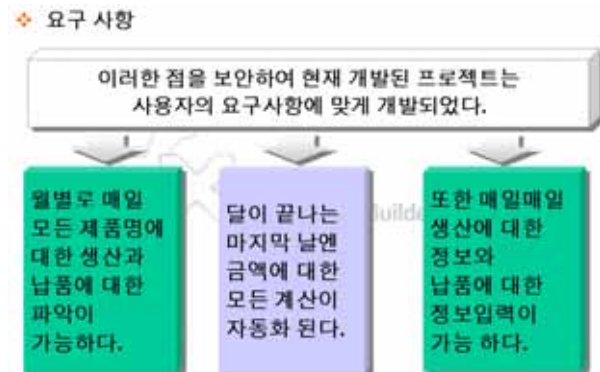 요구 사항
이러한 점을 보안하여 현재 개발된 프로젝트는
사용자의 요구사항에 맞게 개발되었다.
월별로 매일
모든 제품명에
대한 생산과
납품에 대한
파악이
가능하다.
달이 끝나는
마지막 날엔
금액에 대한
모든 계산이
자동화 된다.
또한 매일매일
생산에 대한
정보와
납품에 대한
정보입력이
가능 하다.